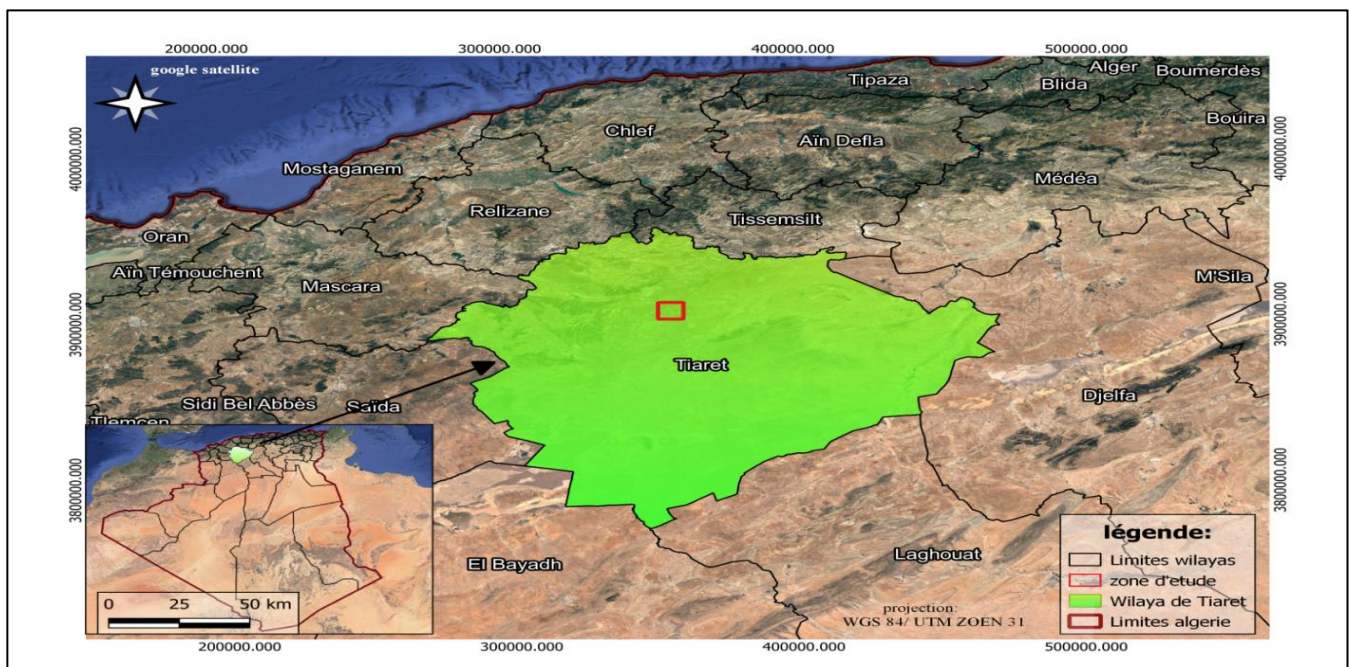 200000.000 300000.000 400000.000 500000.000
google satellite
Alger
Boumerdès
Tipaza
Blida
Bouira
Chlef
Aïn Defla
4000000.000
4000000.000
Mostaganem
Médéa
Relizane
Tissemsilt
Oran
Aïn Témouchent
Mascara
M'Sila
3900000.000
3900000.000
Tiaret
Djelfa
Sidi Bel Abbès
Saïda
Tlemcen
3800000.000
3800000.000
El Bayadh
Laghouat
légende:
Limites wilayas
zone d'etude
Wilaya de Tiaret
Limites algerie
0 25 50 km
projection:
WGS 84/ UTM ZOEN 31
200000.000 300000.000 400000.000 500000.000